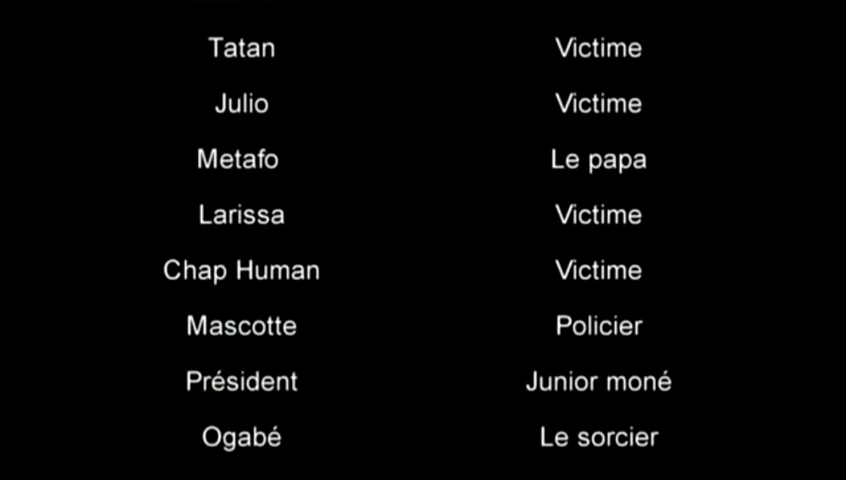 Tatan Victime
Julio Victime
Metafo Le papa
Larissa Victime
Chap Human Victime
Mascotte Policier
Président Junior moné
Ogabé Le sorcier